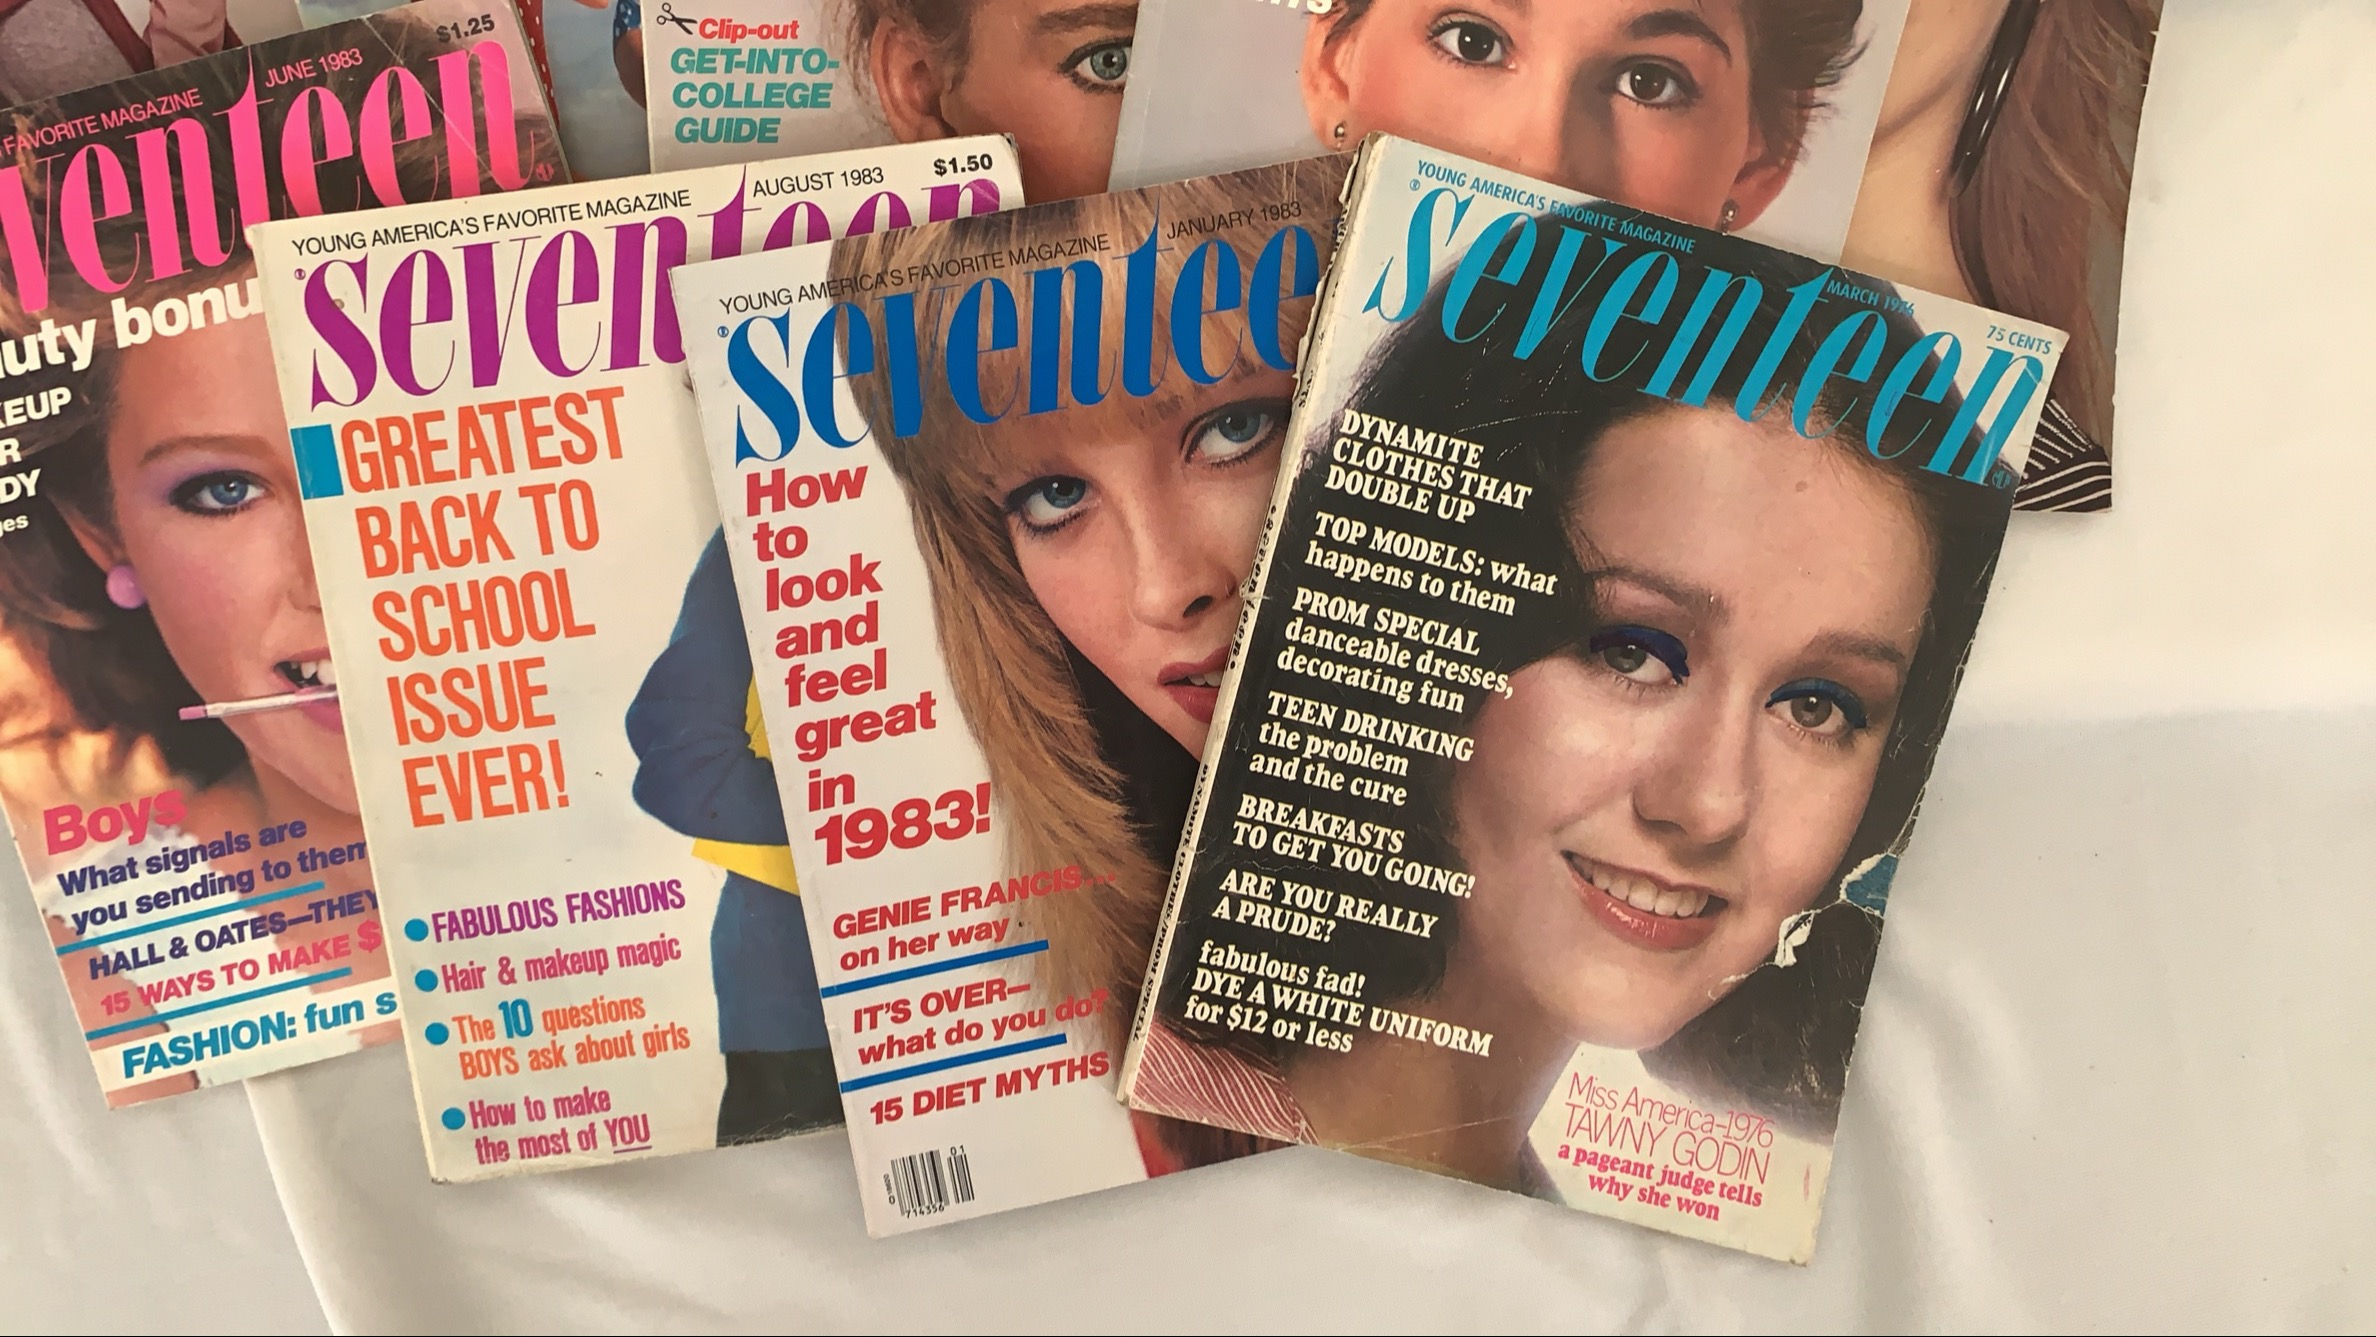 $1.25
JUNE 1983
FAVORITE MAGAZINE
venteen
uty bonu
KEUP
R
DY
ges
Boys
What signals are
you sending to them
HALL & OATES—THEY
15 WAYS TO MAKE $
FASHION: fun s
Clip-out
GET-INTO-
COLLEGE
GUIDE
YOUNG AMERICA'S FAVORITE MAGAZINE
AUGUST 1983
$1.50
seventeen
GREATEST
BACK TO
SCHOOL
ISSUE
EVER!
FABULOUS FASHIONS
Hair & makeup magic
The 10 questions
BOYS ask about girls
How to make
the most of YOU
YOUNG AMERICA'S FAVORITE MAGAZINE
JANUARY 1983
seventee
How
to
look
and
feel
great
in
1983!
GENIE FRANCIS...
on her way
IT'S OVER—
what do you do?
15 DIET MYTHS
01
714356
YOUNG AMERICA'S FAVORITE MAGAZINE
seventeen
MARCH 1976
75 CENTS
DYNAMITE
CLOTHES THAT
DOUBLE UP
TOP MODELS: what
happens to them
PROM SPECIAL
danceable dresses,
decorating fun
TEEN DRINKING
the problem
and the cure
BREAKFASTS
TO GET YOU GOING!
ARE YOU REALLY
A PRUDE?
fabulous fad!
DYE A WHITE UNIFORM
for $12 or less
Miss America–1976
TAWNY GODIN
a pageant judge tells
why she won